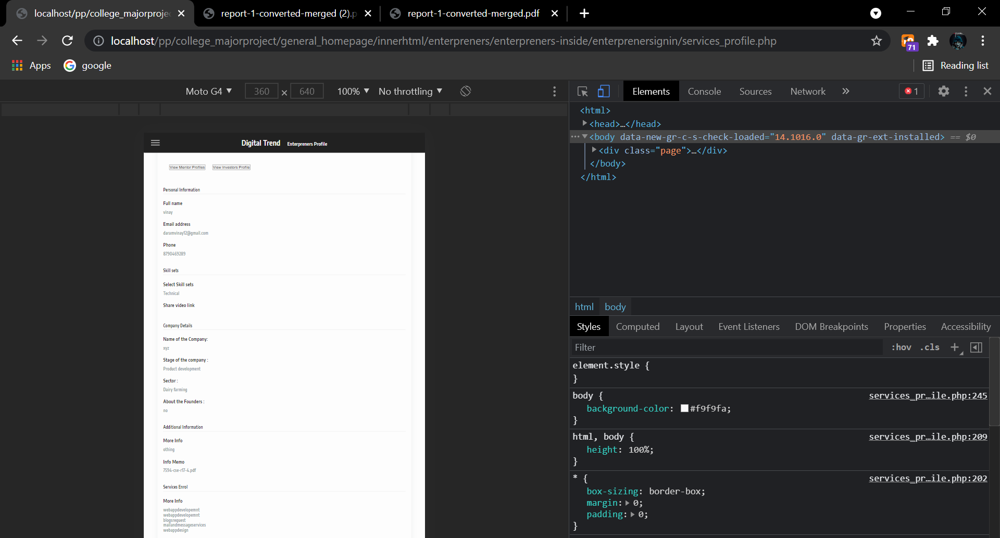 localhost/pp/college_majorproje
report-1-converted-merged (2).p
report-1-converted-merged.pdf
localhost/pp/college_majorproject/general_homepage/innerhtml/enterpreners/enterpreners-inside/enterprenersignin/services_profile.php
71
Apps
google
Reading list
Moto G4 ▼ 360 × 640 100% ▼ No throttling ▼
Elements Console Sources Network » 1
<html>
<head>…</head>
<body data-new-gr-c-s-check-loaded="14.1016.0" data-gr-ext-installed> == $0
<div class="page">…</div>
</body>
</html>
Digital Trend Enterpreners Profile
View Mentor Profiles View Investors Profile
Personal Information
Full name
vinay
Email address
daramvinay12@gmail.com
Phone
8790469289
Skill sets
Select Skill sets
Technical
Share video link
Company Details
Name of the Company:
xyz
Stage of the company :
Product development
Sector :
Dairy farming
About the Founders :
no
Additional Information
More Info
othing
Info Memo
7594-cse-r17-4.pdf
Services Enrol
More Info
webappdevelopemnt
webappdevelopemnt
blogsrequest
mailandmessageservices
webappdesign
html body
Styles Computed Layout Event Listeners DOM Breakpoints Properties Accessibility
Filter :hov .cls +
element.style {
}
body { services_pr…ile.php:245
background-color: #f9f9fa;
}
html, body { services_pr…ile.php:209
height: 100%;
}
* { services_pr…ile.php:202
box-sizing: border-box;
margin: 0;
padding: 0;
}